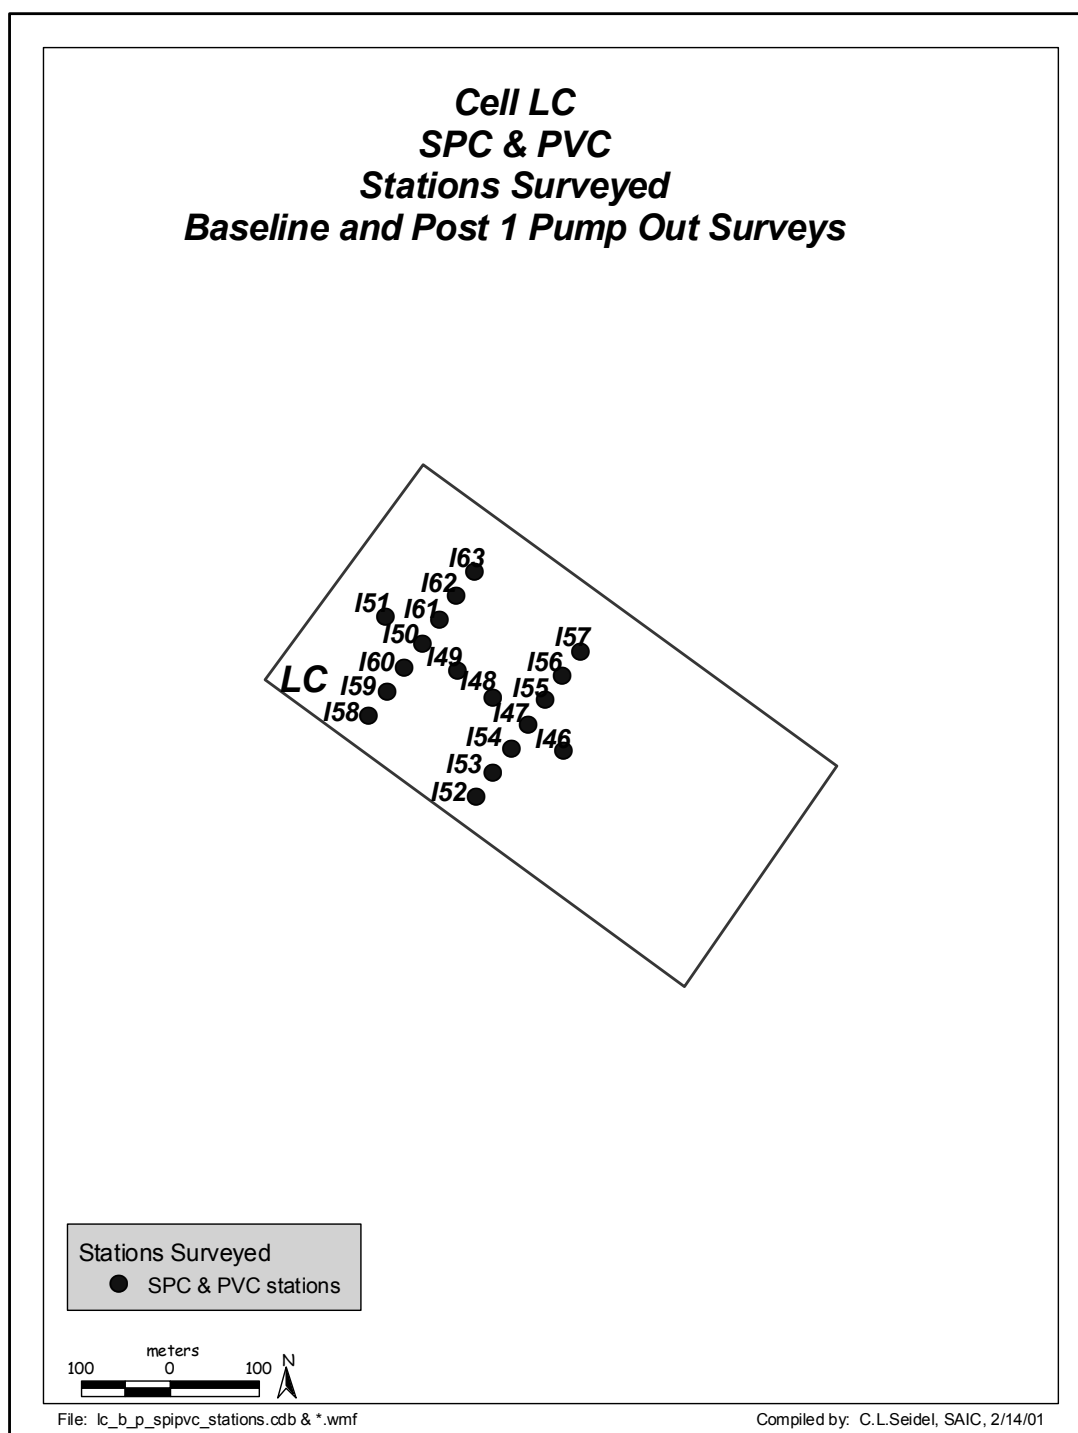 Cell LC
SPC & PVC
Stations Surveyed
Baseline and Post 1 Pump Out Surveys
I63
I62
I51
I61
I50
I57
I49
I60
I56
LC
I59
I48
I55
I58
I47
I54
I46
I53
I52
Stations Surveyed
SPC & PVC stations
meters
100 0 100
N
File: lc_b_p_spipvc_stations.cdb & *.wmf
Compiled by: C.L.Seidel, SAIC, 2/14/01